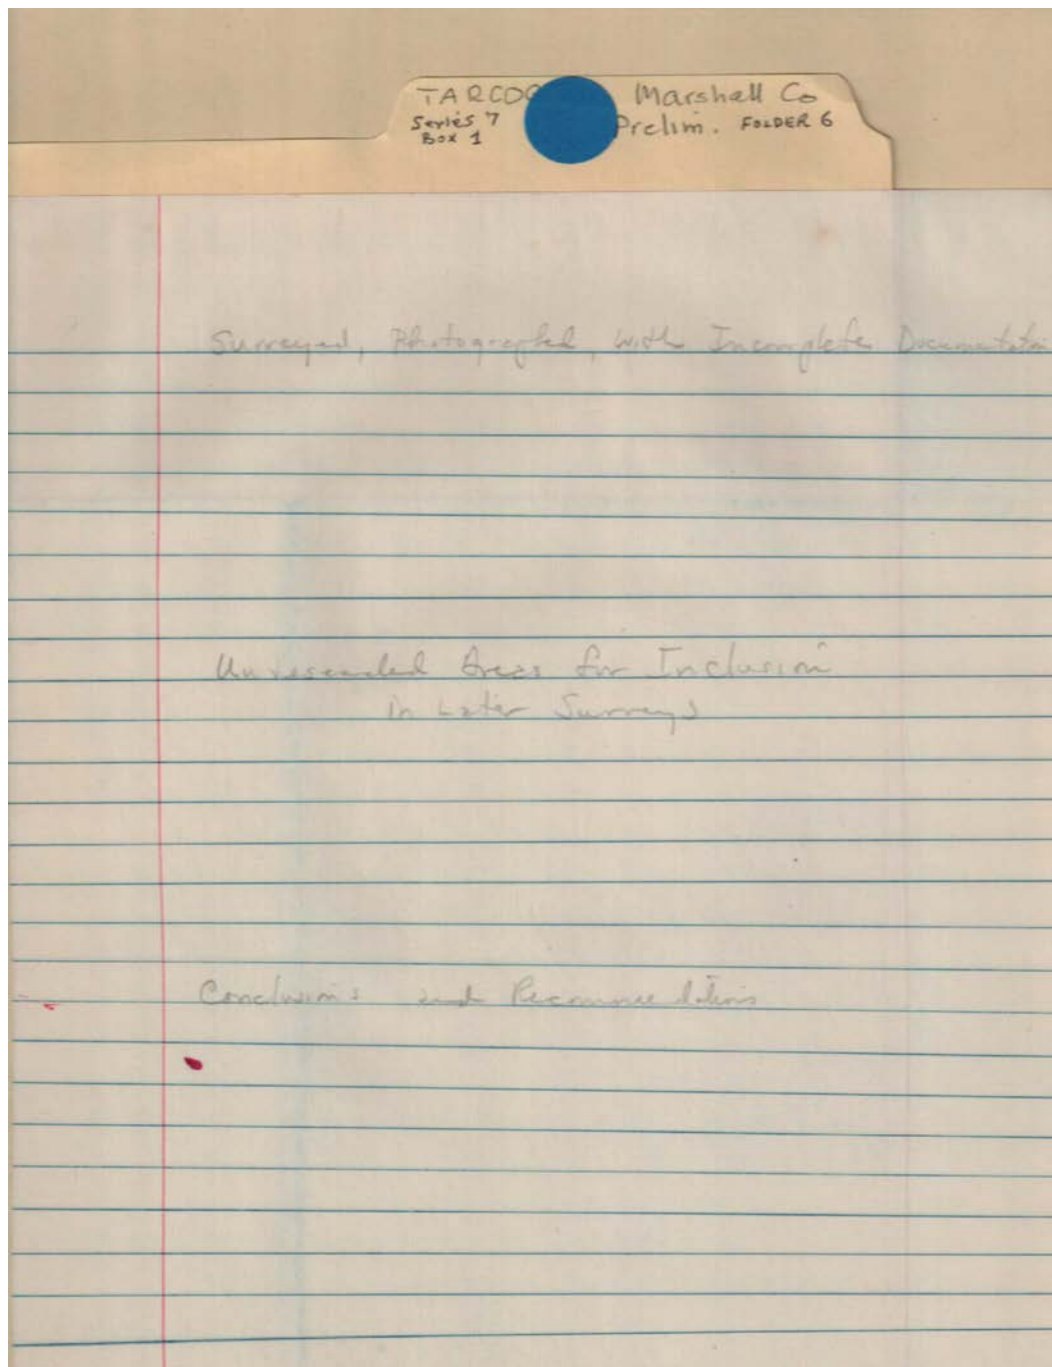 TARCOG Marshall Co
Series 7 Prelim. FOLDER 6
Box 1
Surveyed, Photographed, with Incomplete Documentation
Unresearched Areas for Inclusion
in Later Surveys
Conclusions and Recommendations